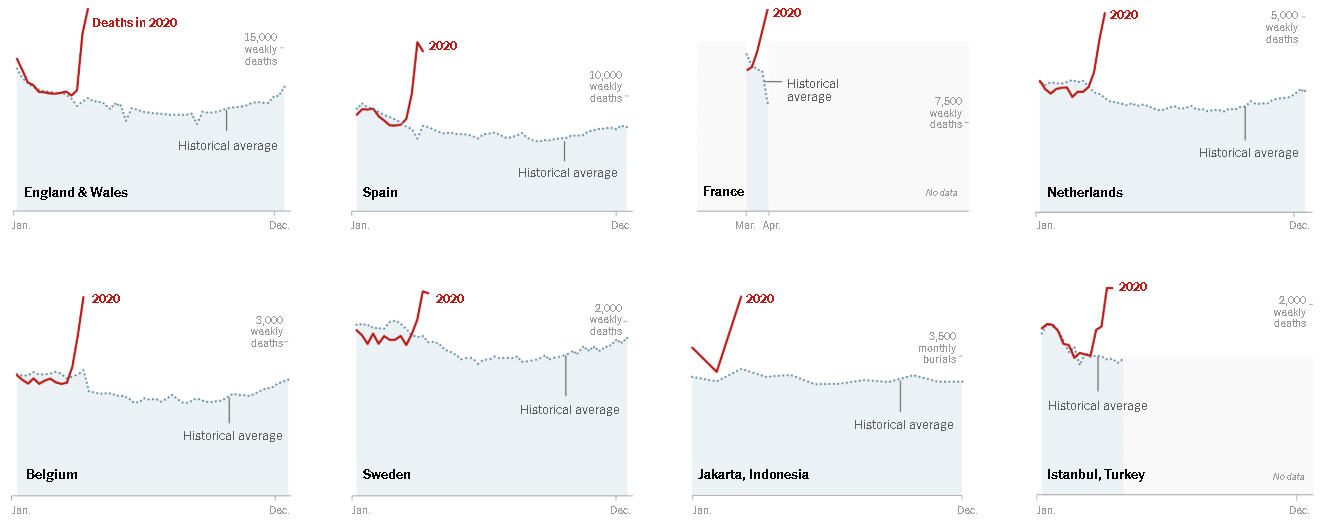 Deaths in 2020
15,000
weekly
deaths
Historical average
England & Wales
Jan.
Dec.
2020
10,000
weekly
deaths
Historical average
Spain
Jan.
Dec.
2020
Historical
average
7,500
weekly
deaths
France
No data
Mar.
Apr.
2020
5,000
weekly
deaths
Historical average
Netherlands
Jan.
Dec.
2020
3,000
weekly
deaths
Historical average
Belgium
Jan.
Dec.
2020
2,000
weekly
deaths
Historical average
Sweden
Jan.
Dec.
2020
3,500
monthly
burials
Historical average
Jakarta, Indonesia
Jan.
Dec.
2020
2,000
weekly
deaths
Historical average
Istanbul, Turkey
No data
Jan.
Dec.